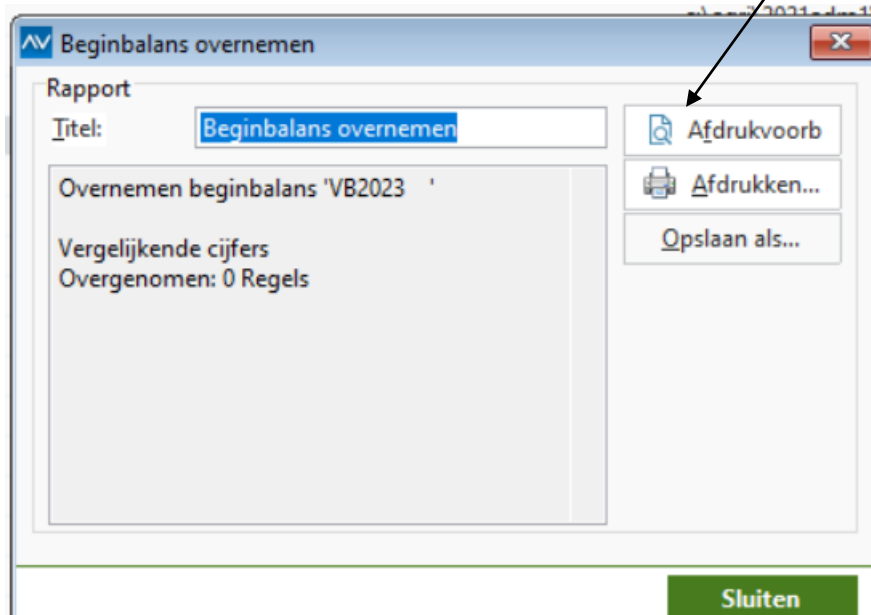 Beginbalans overnemen
Rapport
Titel: Beginbalans overnemen
Afdrukvoorb
Overnemen beginbalans 'VB2023    '
Afdrukken...
Vergelijkende cijfers
Opslaan als...
Overgenomen: 0 Regels
Sluiten